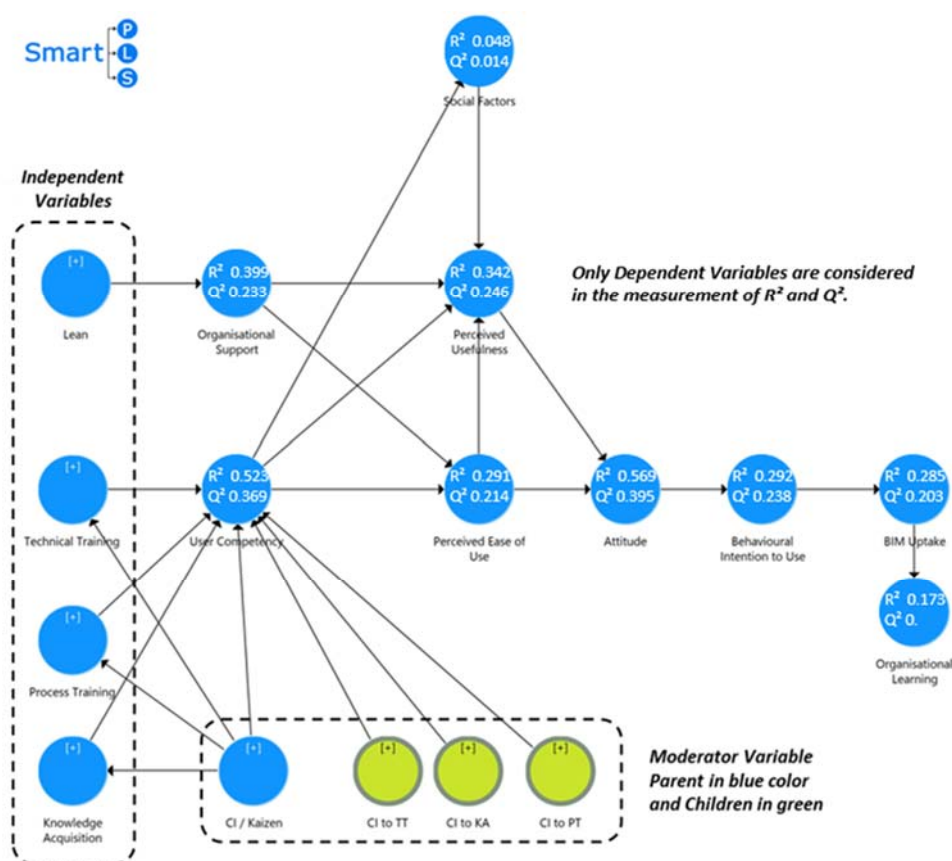 Smart P L S
R² 0.048
Q² 0.014
Social Factors
Independent
Variables
[+]
Lean
R² 0.399
Q² 0.233
Organisational
Support
R² 0.342
Q² 0.246
Perceived
Usefulness
Only Dependent Variables are considered
in the measurement of R² and Q².
[+]
Technical Training
R² 0.523
Q² 0.369
User Competency
R² 0.291
Q² 0.214
Perceived Ease of
Use
R² 0.569
Q² 0.395
Attitude
R² 0.292
Q² 0.238
Behavioural
Intention to Use
R² 0.285
Q² 0.203
BIM Uptake
[+]
Process Training
R² 0.173
Q² 0.
Organisational
Learning
[+]
Knowledge
Acquisition
[+]
CI / Kaizen
[+]
CI to TT
[+]
CI to KA
[+]
CI to PT
Moderator Variable
Parent in blue color
and Children in green